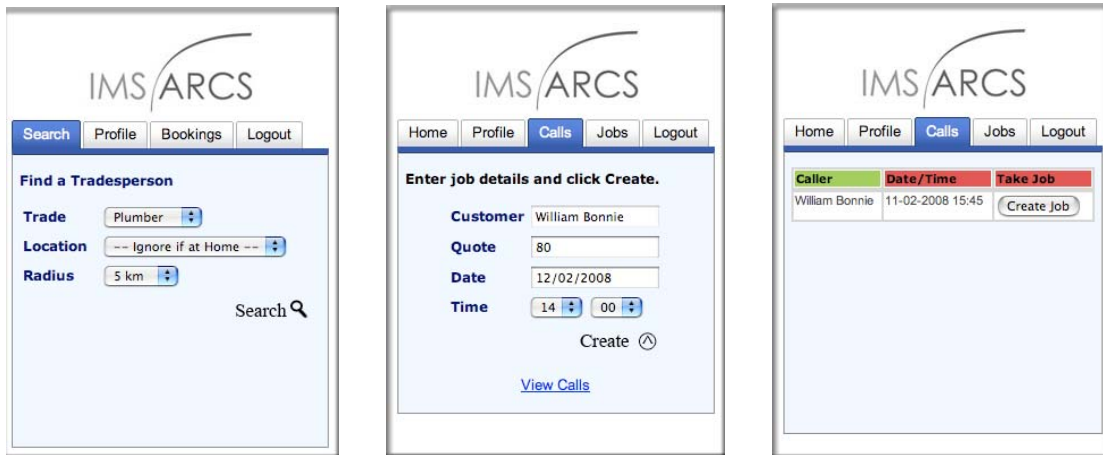 IMS ARCS
Search Profile Bookings Logout
Find a Tradesperson
Trade Plumber
Location -- Ignore if at Home --
Radius 5 km
Search
IMS ARCS
Home Profile Calls Jobs Logout
Enter job details and click Create.
Customer William Bonnie
Quote 80
Date 12/02/2008
Time 14 00
Create
View Calls
IMS ARCS
Home Profile Calls Jobs Logout
Caller Date/Time Take Job
William Bonnie 11-02-2008 15:45 Create Job